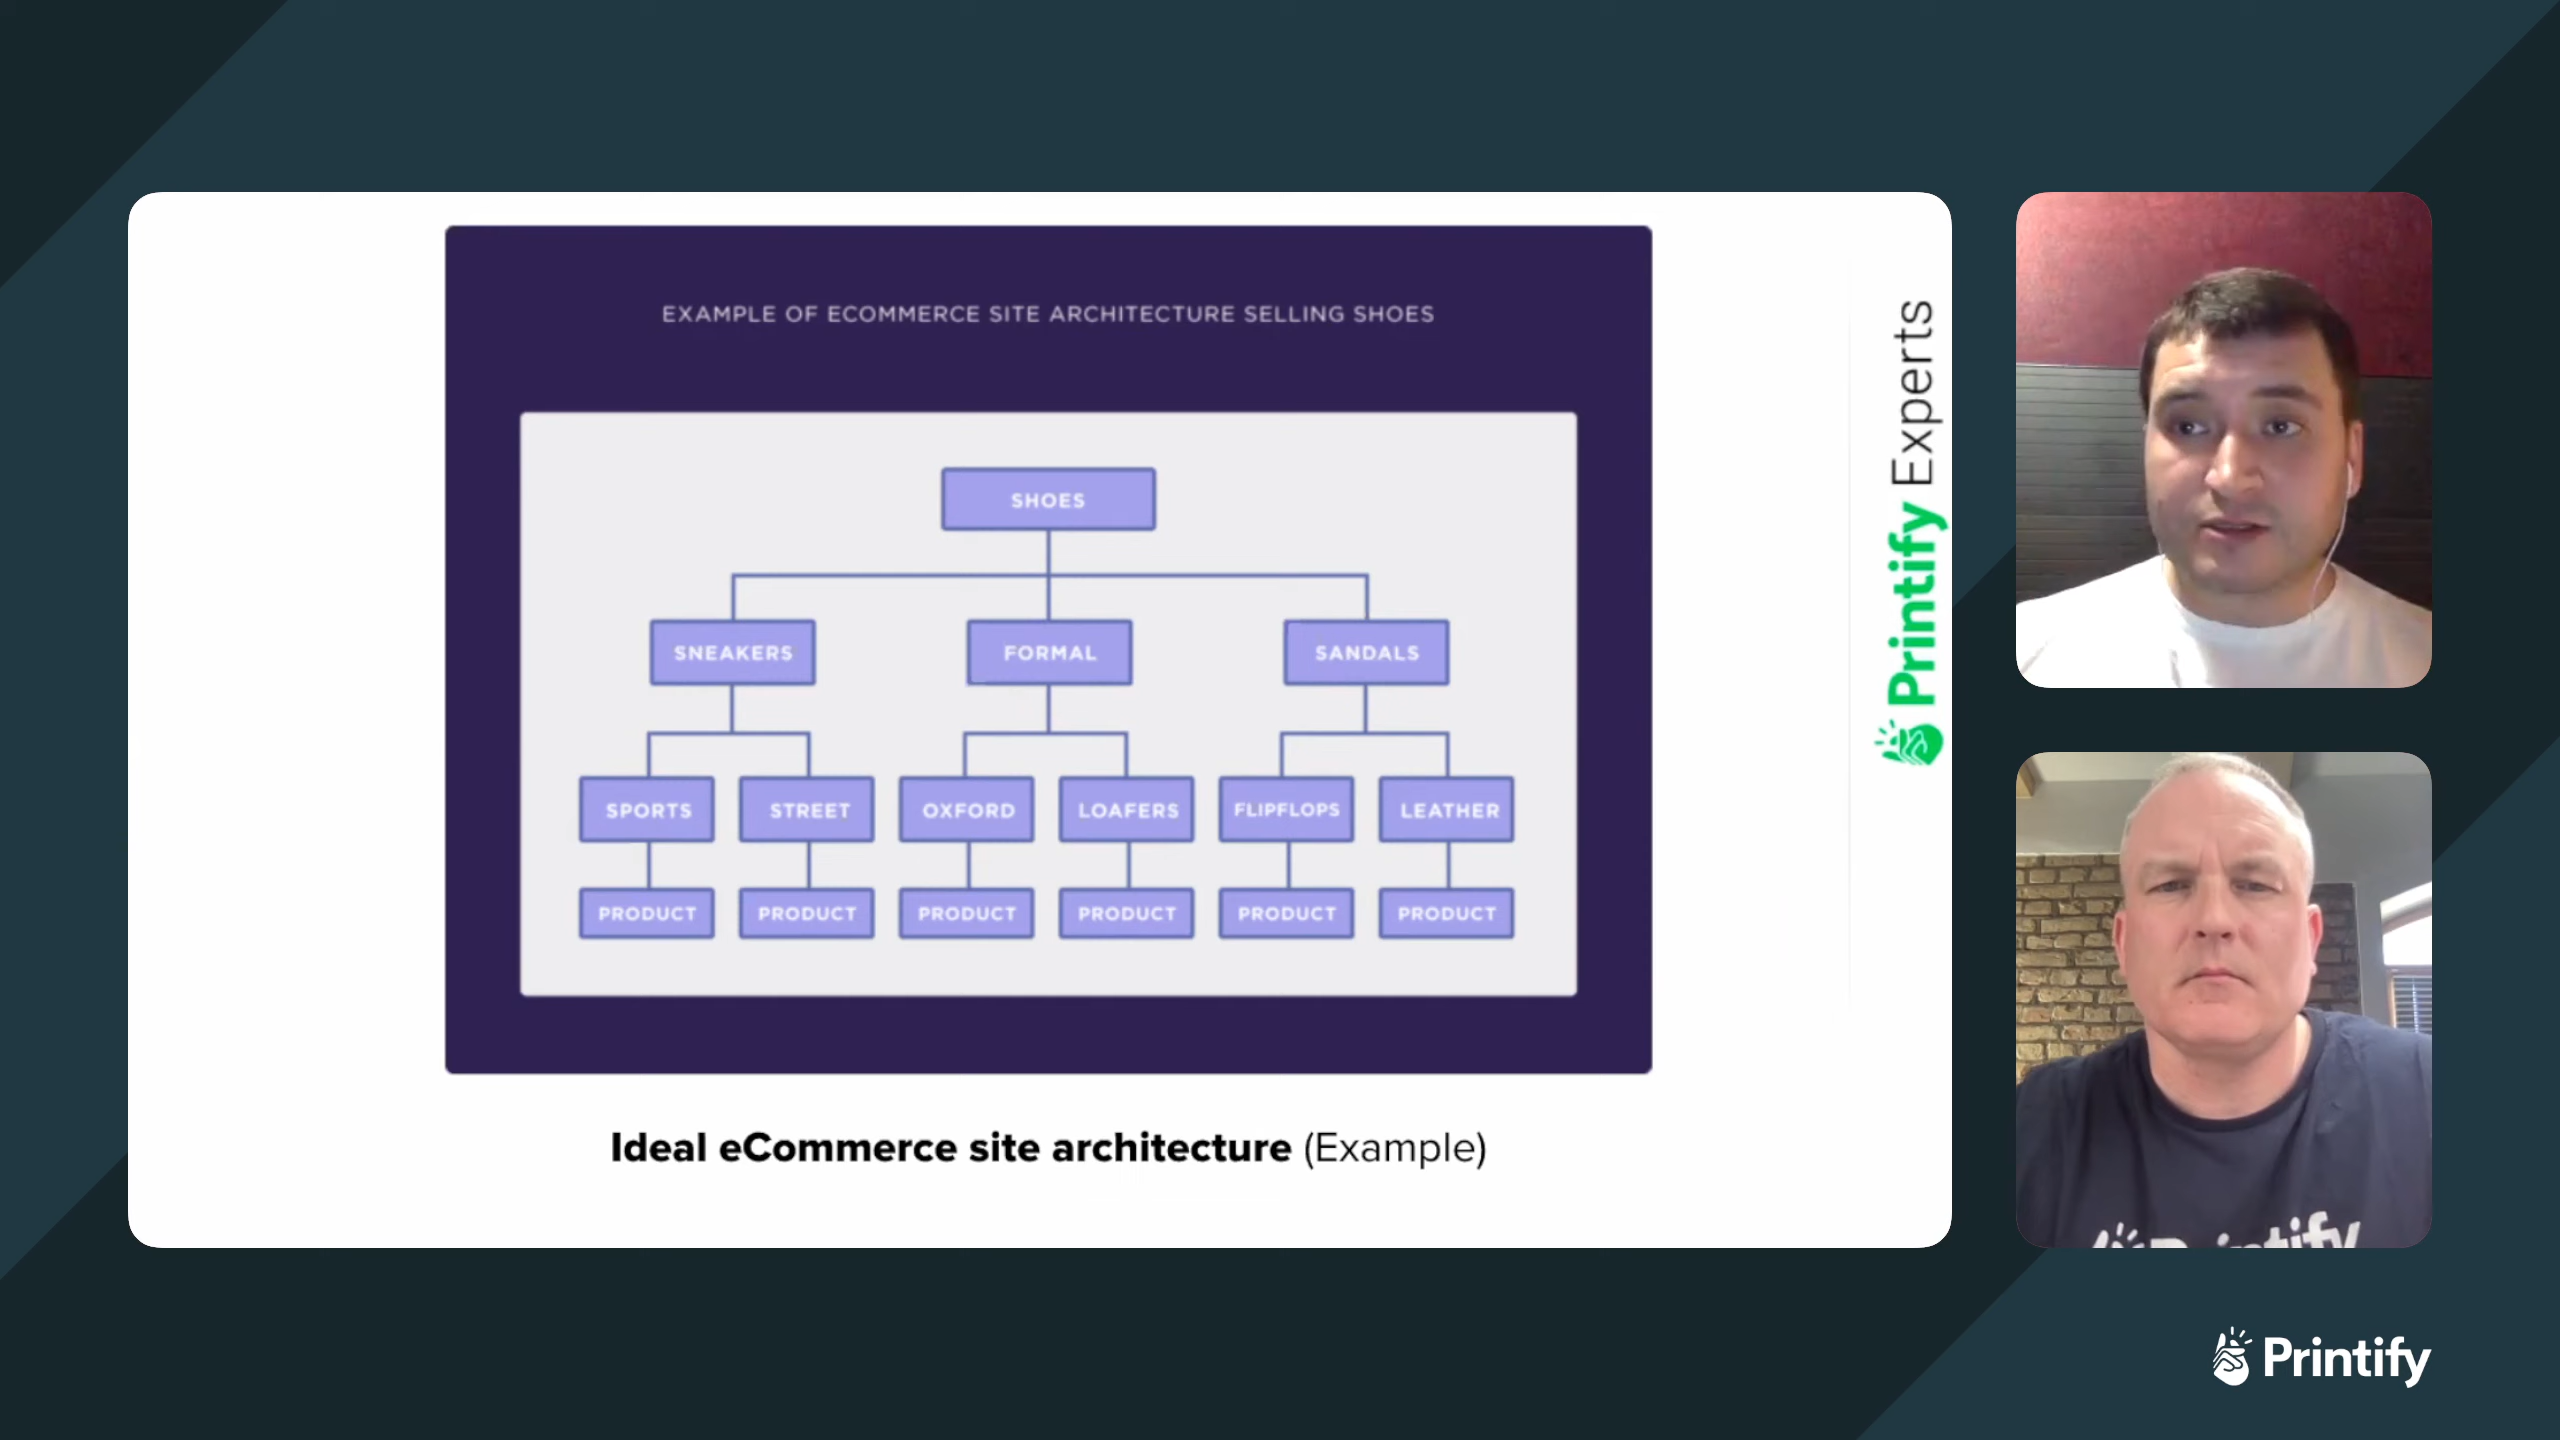 EXAMPLE OF ECOMMERCE SITE ARCHITECTURE SELLING SHOES
SHOES
SNEAKERS FORMAL SANDALS
SPORTS STREET OXFORD LOAFERS FLIPFLOPS LEATHER
PRODUCT PRODUCT PRODUCT PRODUCT PRODUCT PRODUCT
Ideal eCommerce site architecture (Example)
Printify Experts
Printify
Printify